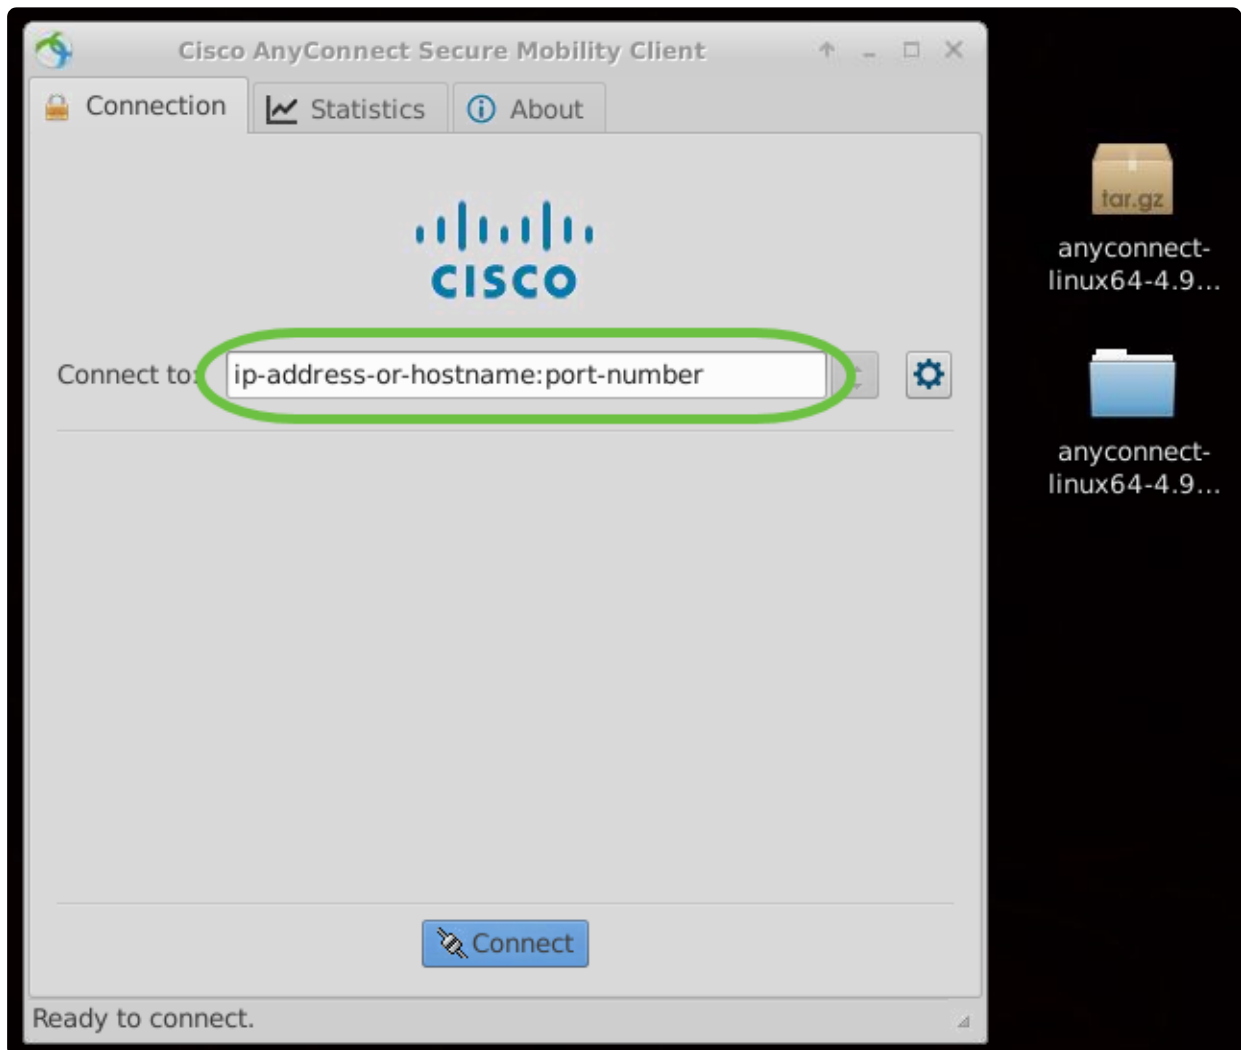 Cisco AnyConnect Secure Mobility Client
Connection
Statistics
About
CISCO
Connect to:
ip-address-or-hostname:port-number
Connect
Ready to connect.
tar.gz
anyconnect-
linux64-4.9...
anyconnect-
linux64-4.9...